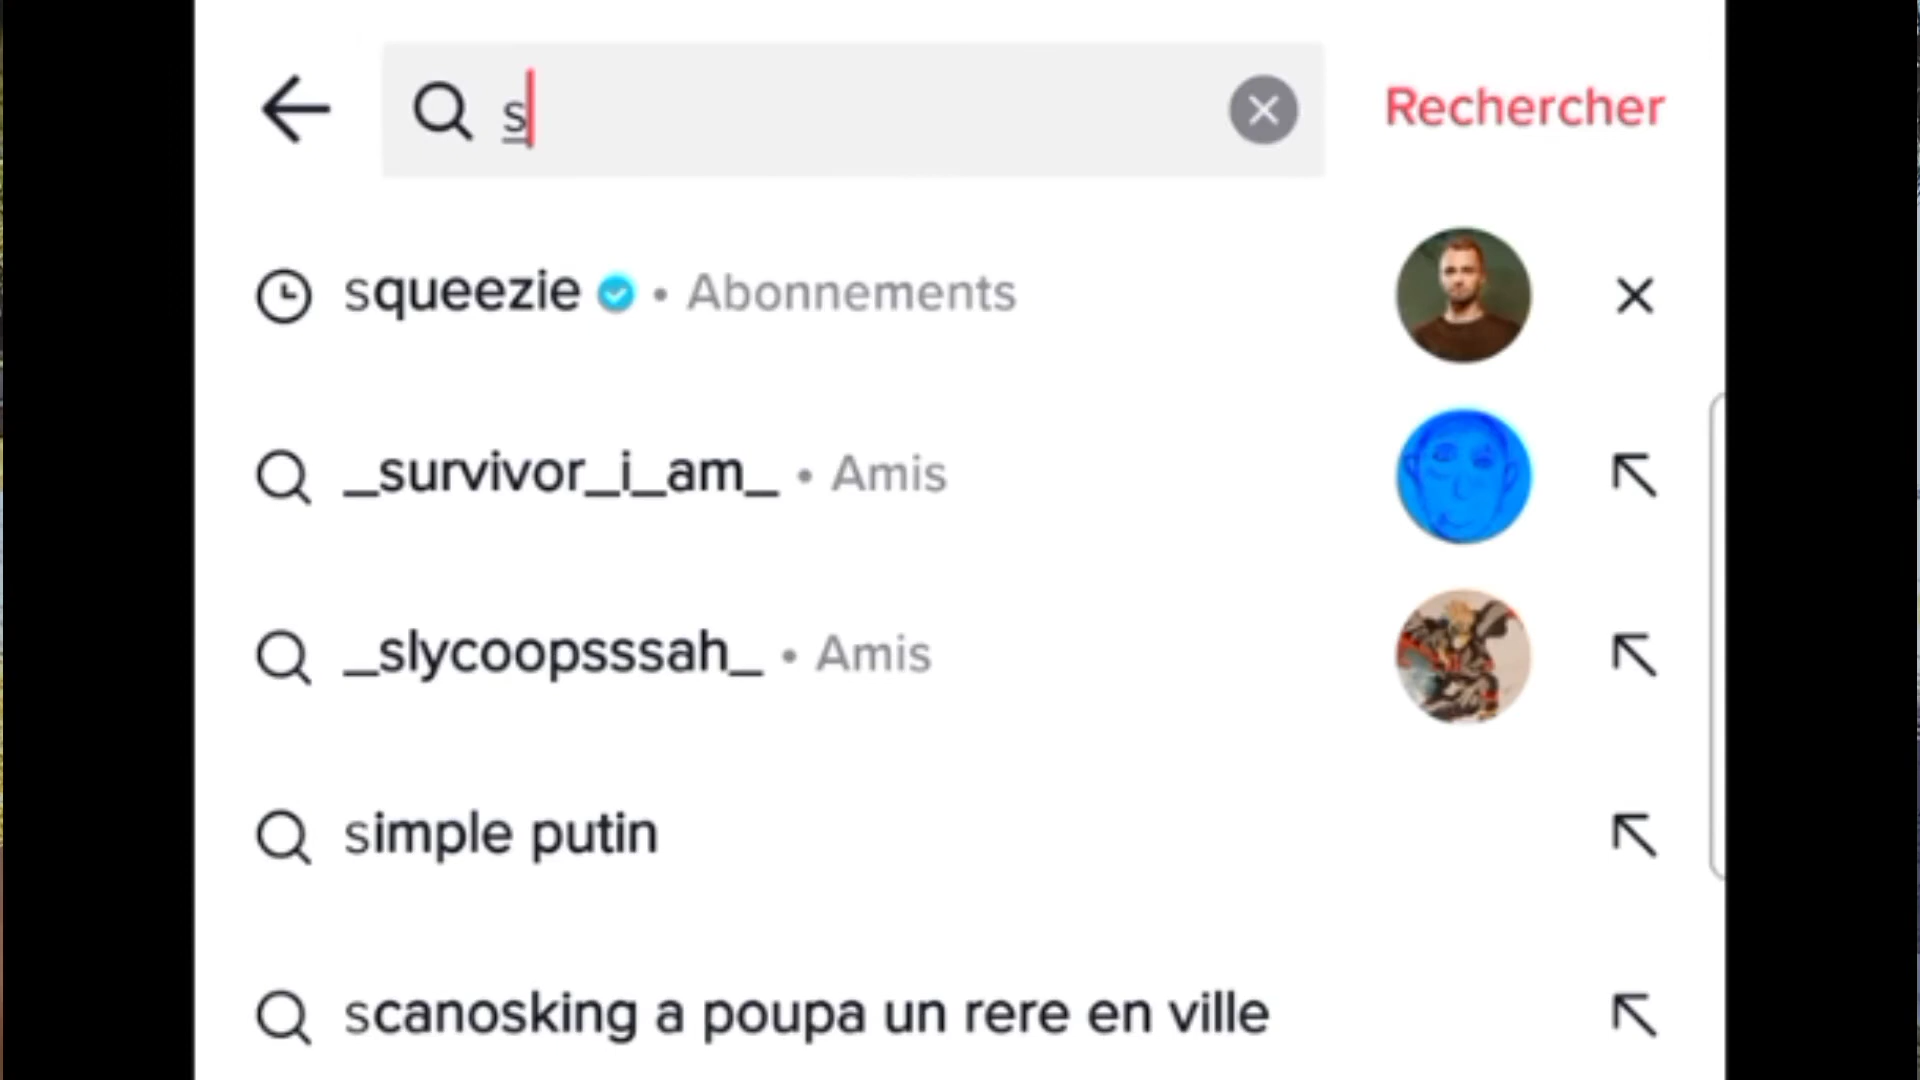 s
Rechercher
squeezie • Abonnements
_survivor_i_am_ • Amis
_slycoopsssah_ • Amis
simple putin
scanosking a poupa un rere en ville